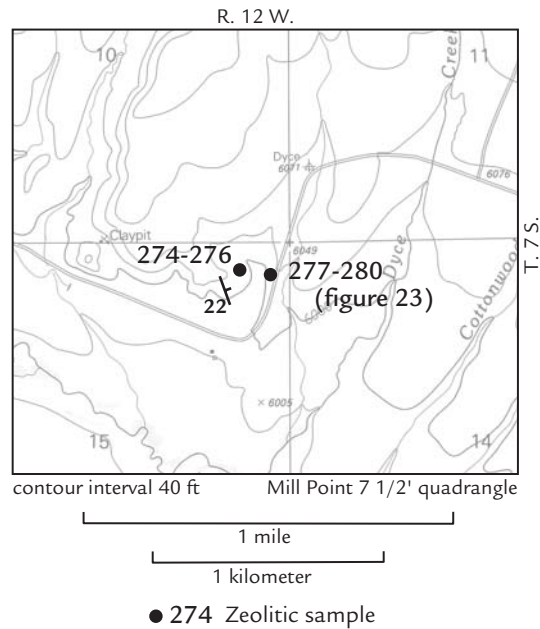 R. 12 W.
10
11
Creek
Dyce
6071
6076
Claypit
274-276
6049
277-280
(figure 23)
T. 7 S.
22
6000
Dyce
Cottonwood
× 6005
15
14
contour interval 40 ft
Mill Point 7 1/2' quadrangle
1 mile
1 kilometer
● 274 Zeolitic sample